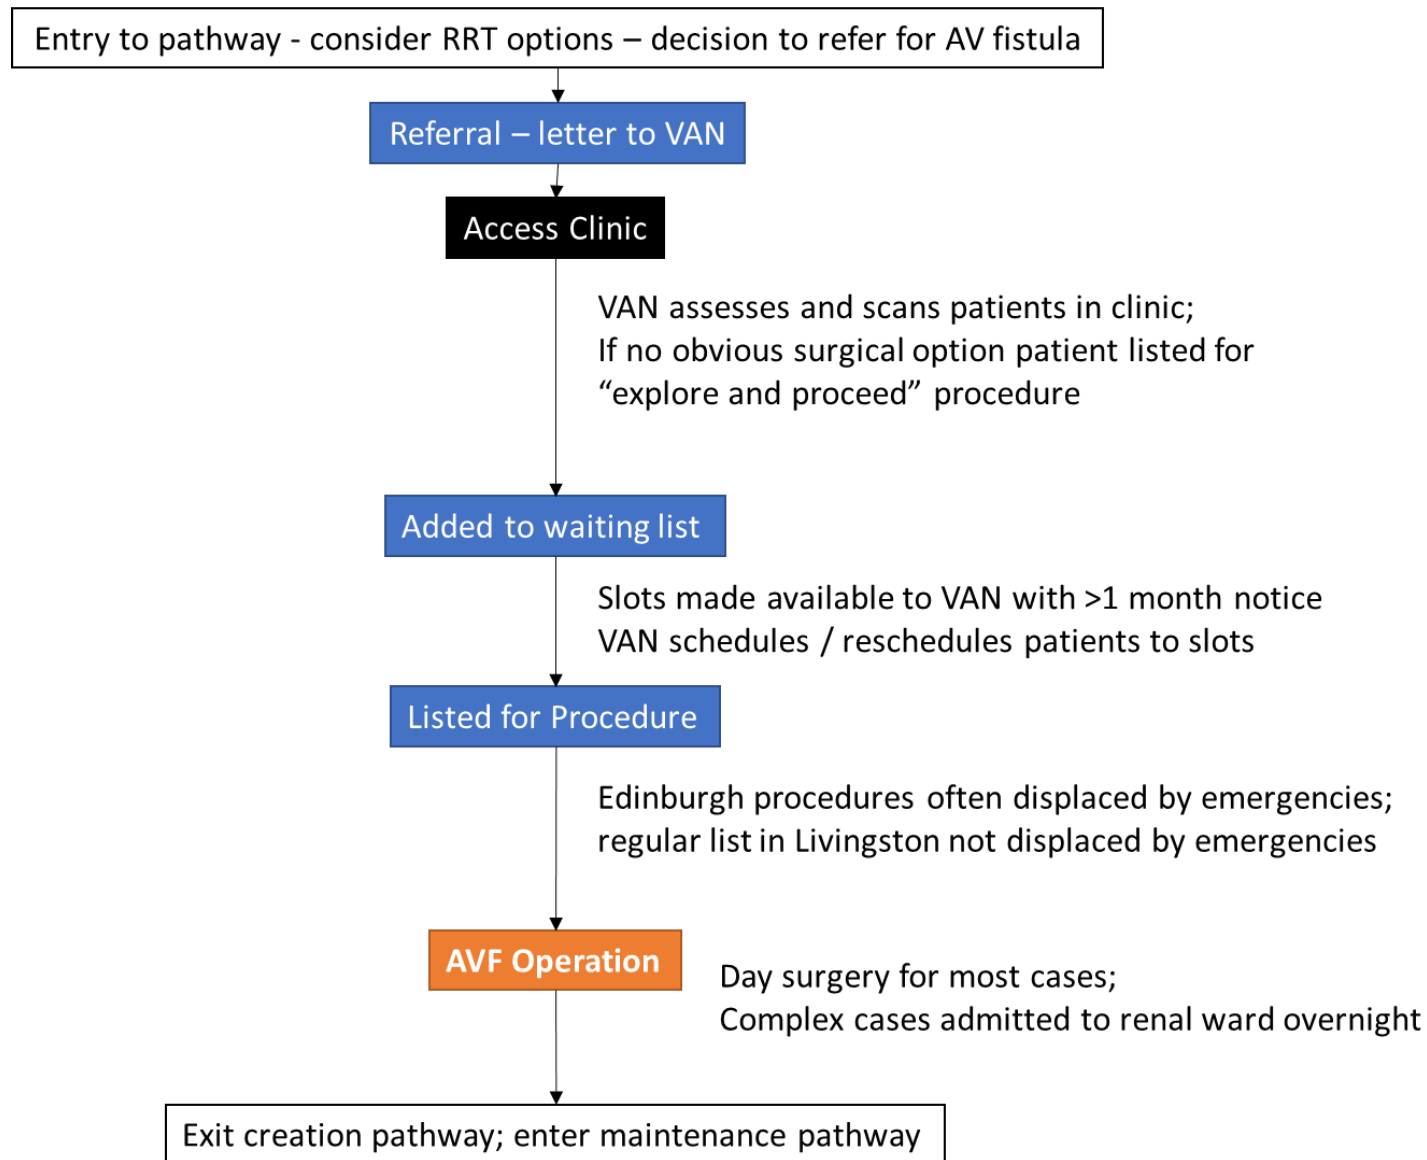 Entry to pathway - consider RRT options – decision to refer for AV fistula
Referral – letter to VAN
Access Clinic
VAN assesses and scans patients in clinic;
If no obvious surgical option patient listed for
“explore and proceed” procedure
Added to waiting list
Slots made available to VAN with >1 month notice
VAN schedules / reschedules patients to slots
Listed for Procedure
Edinburgh procedures often displaced by emergencies;
regular list in Livingston not displaced by emergencies
AVF Operation
Day surgery for most cases;
Complex cases admitted to renal ward overnight
Exit creation pathway; enter maintenance pathway